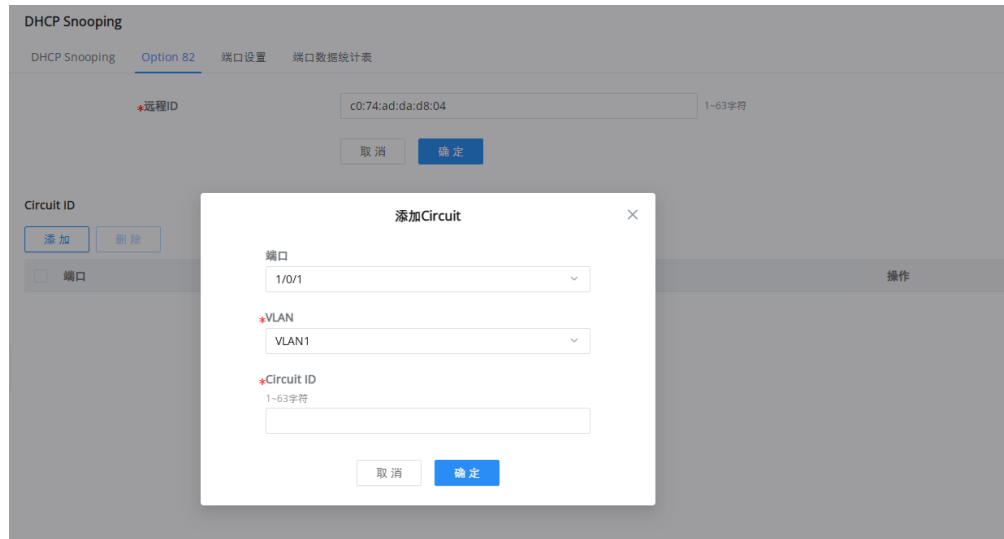 DHCP Snooping
DHCP Snooping Option 82 端口设置 端口数据统计表
*远程ID c0:74:ad:da:d8:04 1~63字符
取消 确定
Circuit ID
添加 删除
端口 操作
添加Circuit
端口
1/0/1
*VLAN
VLAN1
*Circuit ID
1~63字符
取消 确定